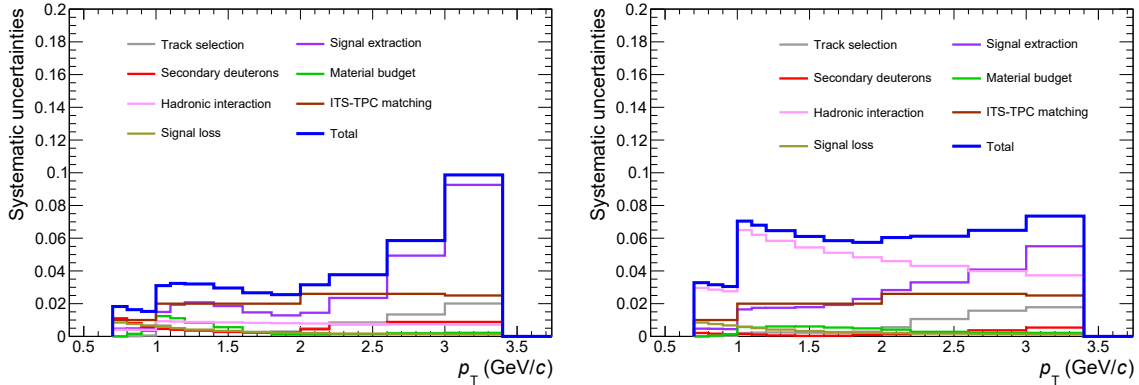 Systematic uncertainties
0.2
0.18
0.16
0.14
0.12
0.1
0.08
0.06
0.04
0.02
0
Track selection
Signal extraction
Secondary deuterons
Material budget
Hadronic interaction
ITS-TPC matching
Signal loss
Total
0.5 1 1.5 2 2.5 3 3.5
p_T (GeV/c)
Systematic uncertainties
0.2
0.18
0.16
0.14
0.12
0.1
0.08
0.06
0.04
0.02
0
Track selection
Signal extraction
Secondary deuterons
Material budget
Hadronic interaction
ITS-TPC matching
Signal loss
Total
0.5 1 1.5 2 2.5 3 3.5
p_T (GeV/c)